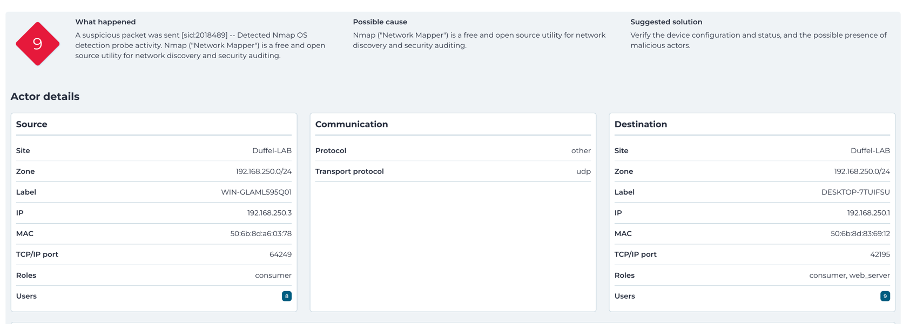 9
What happened
A suspicious packet was sent [sid:2018489] -- Detected Nmap OS
detection probe activity. Nmap ("Network Mapper") is a free and open
source utility for network discovery and security auditing.
Possible cause
Nmap ("Network Mapper") is a free and open source utility for network
discovery and security auditing.
Suggested solution
Verify the device configuration and status, and the possible presence of
malicious actors.
Actor details
Source
Site Duffel-LAB
Zone 192.168.250.0/24
Label WIN-GLAML595Q01
IP 192.168.250.3
MAC 50:6b:8d:a6:03:78
TCP/IP port 64249
Roles consumer
Users 8
Communication
Protocol other
Transport protocol udp
Destination
Site Duffel-LAB
Zone 192.168.250.0/24
Label DESKTOP-7TUIFSU
IP 192.168.250.1
MAC 50:6b:8d:83:69:12
TCP/IP port 42195
Roles consumer, web_server
Users 9